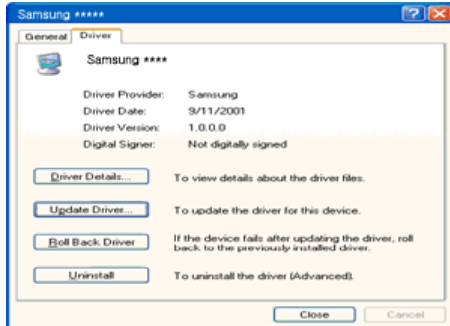 Samsung *****
General Driver
Samsung ****
Driver Provider: Samsung
Driver Date: 9/11/2001
Driver Version: 1.0.0.0
Digital Signer: Not digitally signed
Driver Details... To view details about the driver files.
Update Driver... To update the driver for this device.
Roll Back Driver If the device fails after updating the driver, roll
back to the previously installed driver.
Uninstall To uninstall the driver (Advanced).
Close Cancel